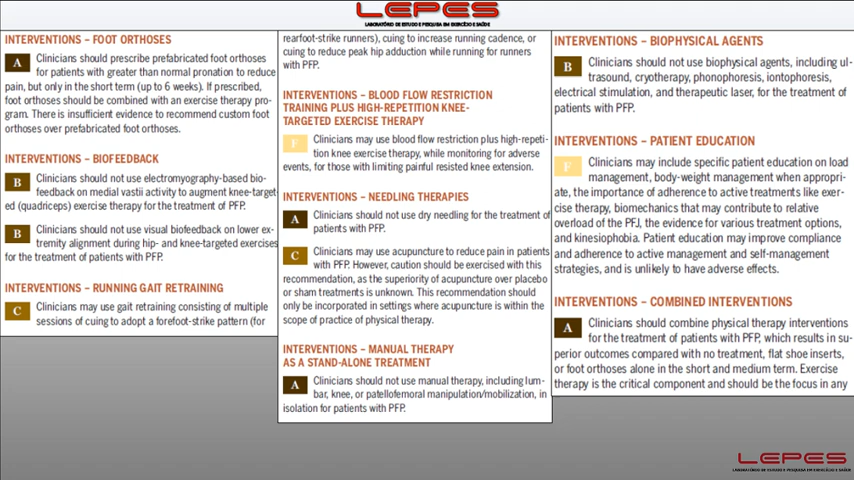 LEPES
LABORATÓRIO DE ESTUDO E PESQUISA EM EXERCÍCIO E SAÚDE
INTERVENTIONS – FOOT ORTHOSES
A Clinicians should prescribe prefabricated foot orthoses
for patients with greater than normal pronation to reduce
pain, but only in the short term (up to 6 weeks). If prescribed,
foot orthoses should be combined with an exercise therapy pro-
gram. There is insufficient evidence to recommend custom foot
orthoses over prefabricated foot orthoses.
INTERVENTIONS – BIOFEEDBACK
B Clinicians should not use electromyography-based bio-
feedback on medial vastii activity to augment knee-target-
ed (quadriceps) exercise therapy for the treatment of PFP.
B Clinicians should not use visual biofeedback on lower ex-
tremity alignment during hip- and knee-targeted exercises
for the treatment of patients with PFP.
INTERVENTIONS – RUNNING GAIT RETRAINING
C Clinicians may use gait retraining consisting of multiple
sessions of cuing to adopt a forefoot-strike pattern (for
rearfoot-strike runners), cuing to increase running cadence, or
cuing to reduce peak hip adduction while running for runners
with PFP.
INTERVENTIONS – BLOOD FLOW RESTRICTION
TRAINING PLUS HIGH-REPETITION KNEE-
TARGETED EXERCISE THERAPY
F Clinicians may use blood flow restriction plus high-repeti-
tion knee exercise therapy, while monitoring for adverse
events, for those with limiting painful resisted knee extension.
INTERVENTIONS – NEEDLING THERAPIES
A Clinicians should not use dry needling for the treatment of
patients with PFP.
C Clinicians may use acupuncture to reduce pain in patients
with PFP. However, caution should be exercised with this
recommendation, as the superiority of acupuncture over placebo
or sham treatments is unknown. This recommendation should
only be incorporated in settings where acupuncture is within the
scope of practice of physical therapy.
INTERVENTIONS – MANUAL THERAPY
AS A STAND-ALONE TREATMENT
A Clinicians should not use manual therapy, including lum-
bar, knee, or patellofemoral manipulation/mobilization, in
isolation for patients with PFP.
INTERVENTIONS – BIOPHYSICAL AGENTS
B Clinicians should not use biophysical agents, including ul-
trasound, cryotherapy, phonophoresis, iontophoresis,
electrical stimulation, and therapeutic laser, for the treatment of
patients with PFP.
INTERVENTIONS – PATIENT EDUCATION
F Clinicians may include specific patient education on load
management, body-weight management when appropri-
ate, the importance of adherence to active treatments like exer-
cise therapy, biomechanics that may contribute to relative
overload of the PFJ, the evidence for various treatment options,
and kinesiophobia. Patient education may improve compliance
and adherence to active management and self-management
strategies, and is unlikely to have adverse effects.
INTERVENTIONS – COMBINED INTERVENTIONS
A Clinicians should combine physical therapy interventions
for the treatment of patients with PFP, which results in su-
perior outcomes compared with no treatment, flat shoe inserts,
or foot orthoses alone in the short and medium term. Exercise
therapy is the critical component and should be the focus in any
LEPES
LABORATÓRIO DE ESTUDO E PESQUISA EM EXERCÍCIO E SAÚDE